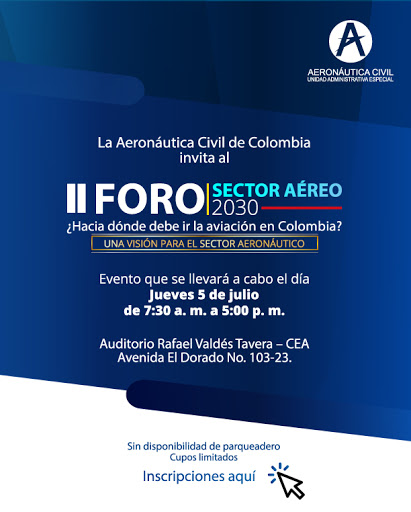 AERONÁUTICA CIVIL
UNIDAD ADMINISTRATIVA ESPECIAL
La Aeronáutica Civil de Colombia
invita al
II FORO SECTOR AÉREO
2030
¿Hacia dónde debe ir la aviación en Colombia?
UNA VISIÓN PARA EL SECTOR AERONÁUTICO
Evento que se llevará a cabo el día
Jueves 5 de julio
de 7:30 a. m. a 5:00 p. m.
Auditorio Rafael Valdés Tavera – CEA
Avenida El Dorado No. 103-23.
Sin disponibilidad de parqueadero
Cupos limitados
Inscripciones aquí